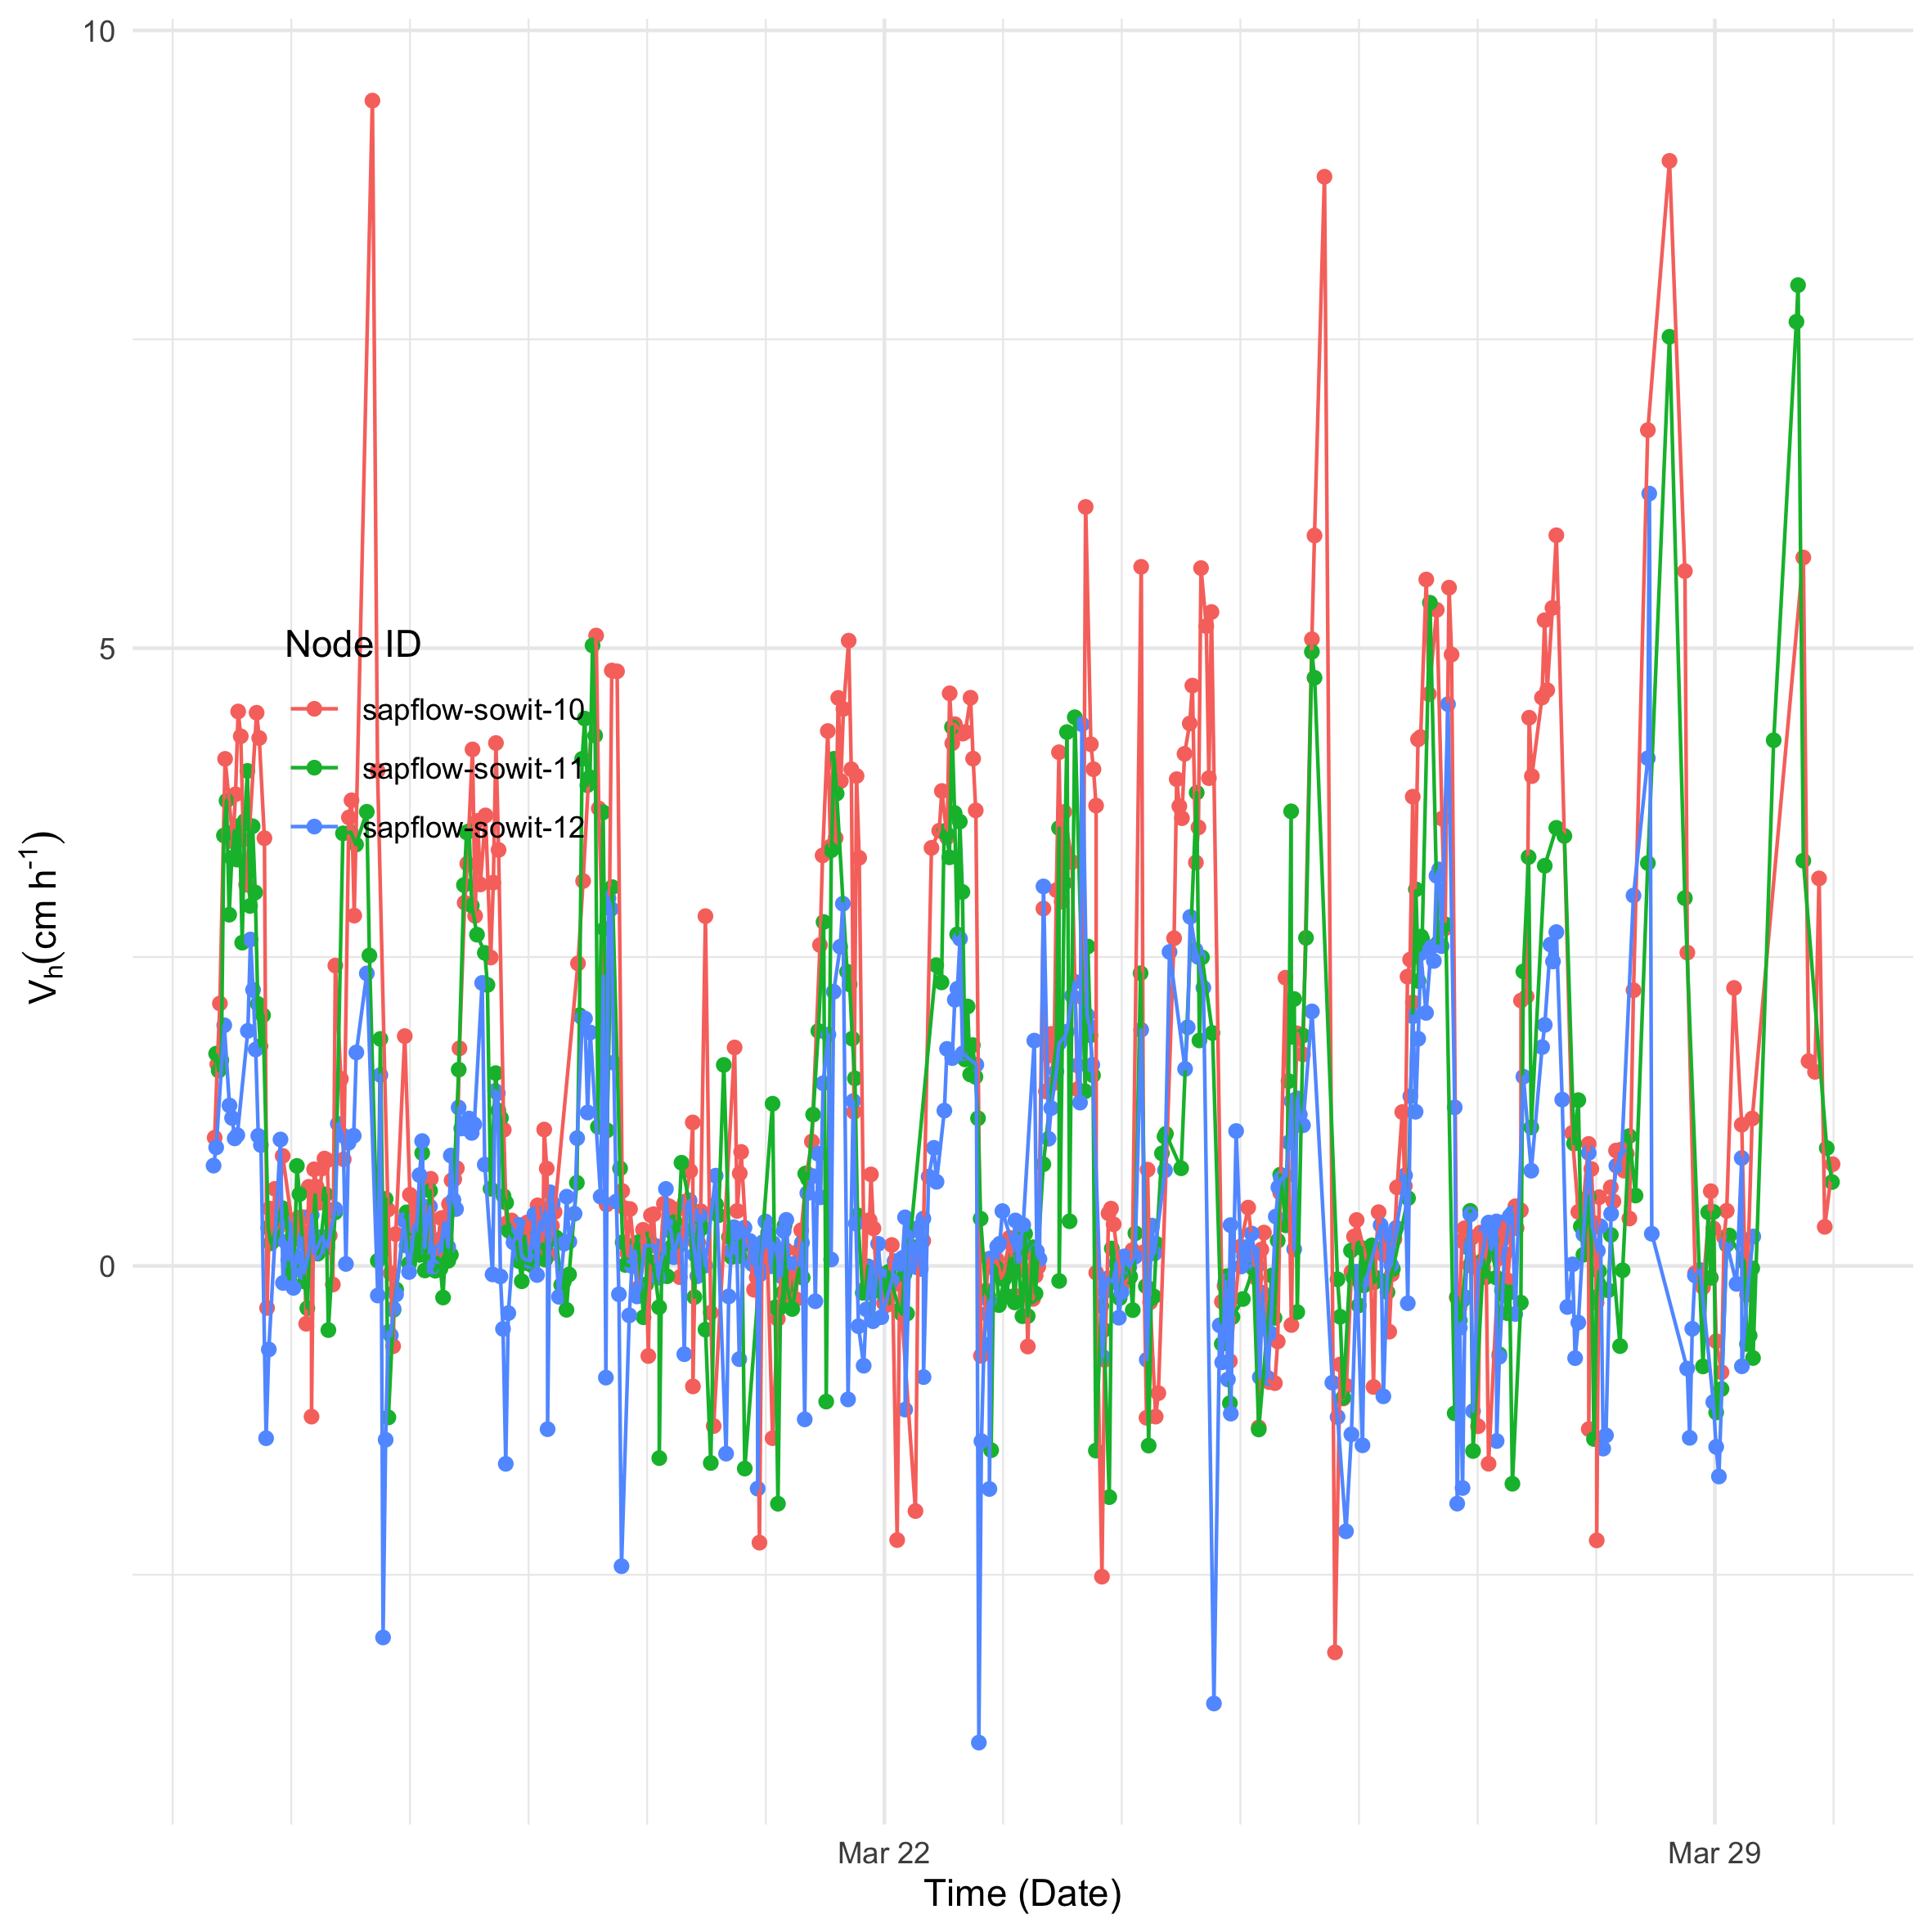 10
5
0
V_h(cm h^-1)
Node ID
sapflow-sowit-10
sapflow-sowit-11
sapflow-sowit-12
Mar 22
Mar 29
Time (Date)